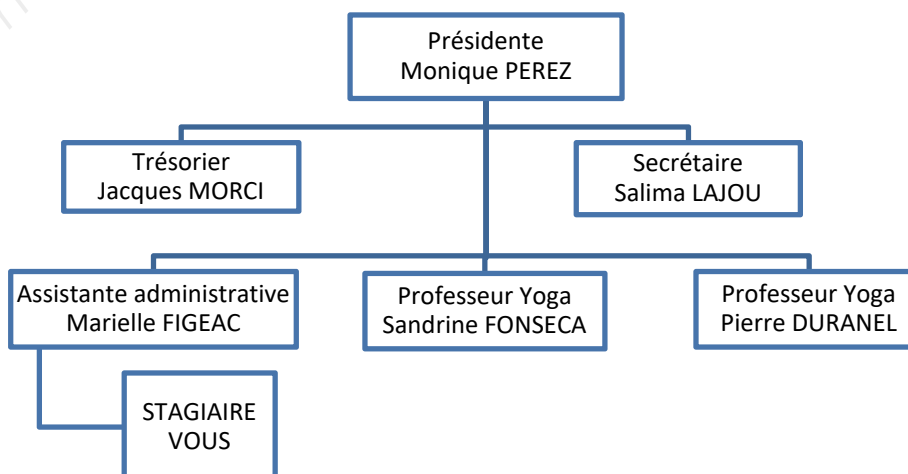 Présidente
Monique PEREZ
Trésorier
Jacques MORCI
Secrétaire
Salima LAJOU
Assistante administrative
Marielle FIGEAC
Professeur Yoga
Sandrine FONSECA
Professeur Yoga
Pierre DURANEL
STAGIAIRE
VOUS